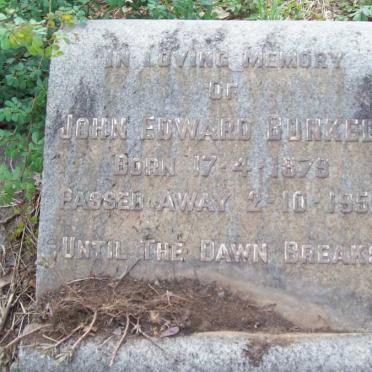 IN LOVING MEMORY
OF
JOHN EDWARD
BORN 17-4-1879
PASSED AWAY 2-10-195
UNTIL THE DAWN BREAKS